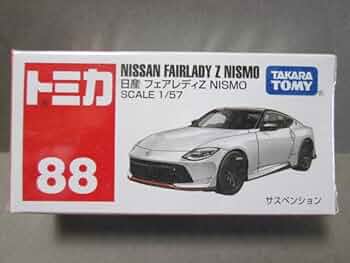 トミカ
88
NISSAN FAIRLADY Z NISMO
日産 フェアレディZ NISMO
SCALE 1/57
TAKARA
TOMY
サスペンション